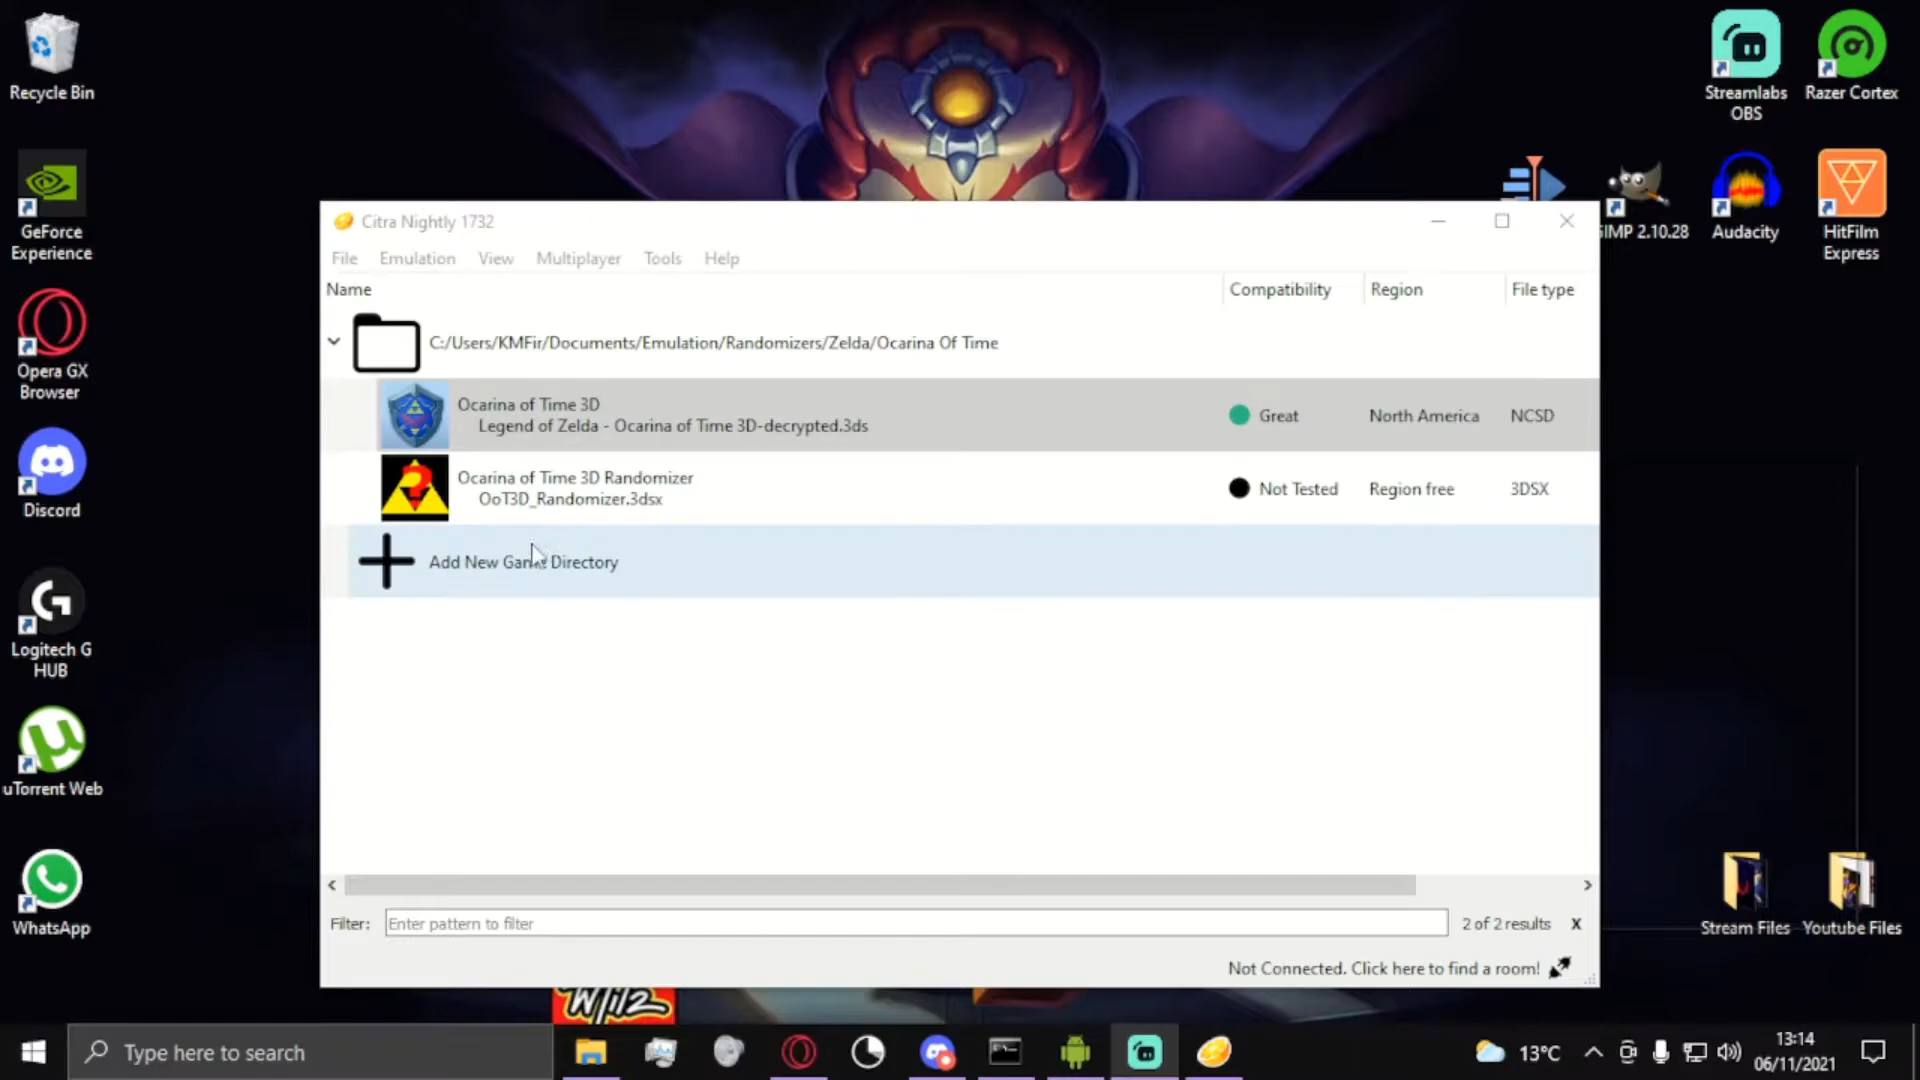 Recycle Bin
GeForce
Experience
Opera GX
Browser
Discord
Logitech G
HUB
uTorrent Web
WhatsApp
Streamlabs
OBS
Razer Cortex
GIMP 2.10.28
Audacity
HitFilm
Express
Stream Files
Youtube Files
Citra Nightly 1732
File Emulation View Multiplayer Tools Help
Name Compatibility Region File type
C:/Users/KMFir/Documents/Emulation/Randomizers/Zelda/Ocarina Of Time
Ocarina of Time 3D
Legend of Zelda - Ocarina of Time 3D-decrypted.3ds
Great North America NCSD
Ocarina of Time 3D Randomizer
OoT3D_Randomizer.3dsx
Not Tested Region free 3DSX
Add New Game Directory
Filter: Enter pattern to filter 2 of 2 results X
Not Connected. Click here to find a room!
Type here to search
13°C
13:14
06/11/2021